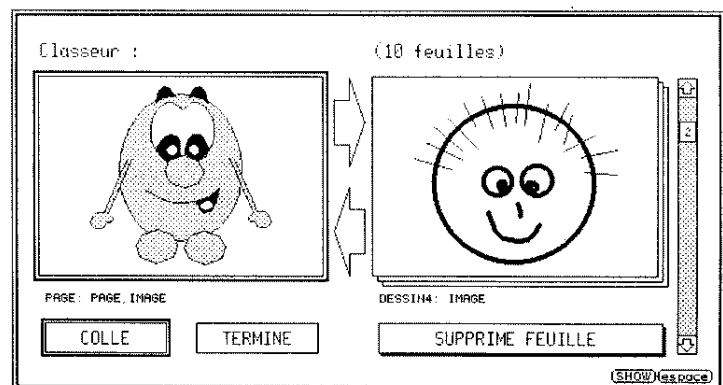 Classeur :
(10 feuilles)
2
PAGE: PAGE,IMAGE
DESSIN4: IMAGE
COLLE
TERMINE
SUPPRIME FEUILLE
(SHOW)(espace)